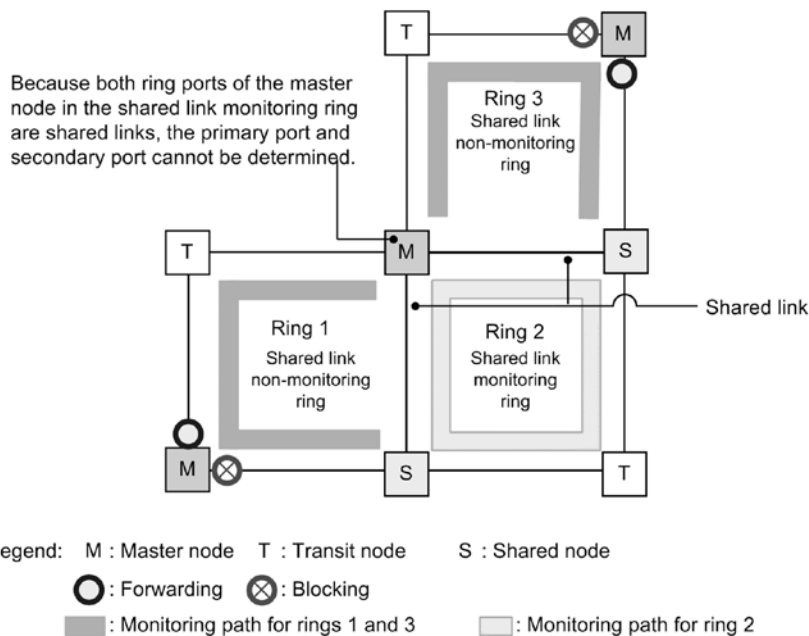 T
M
Because both ring ports of the master
node in the shared link monitoring ring
are shared links, the primary port and
secondary port cannot be determined.
Ring 3
Shared link
non-monitoring
ring
T
M
S
Shared link
Ring 1
Shared link
non-monitoring
ring
Ring 2
Shared link
monitoring
ring
M
S
T
egend: M : Master node T : Transit node S : Shared node
: Forwarding : Blocking
: Monitoring path for rings 1 and 3 : Monitoring path for ring 2